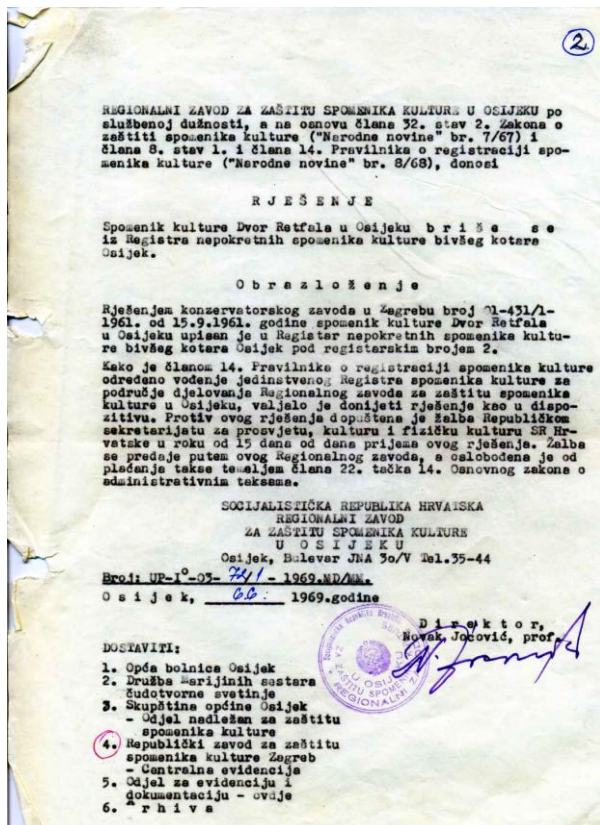 2
REGIONALNI ZAVOD ZA ZAŠTITU SPOMENIKA KULTURE U OSIJEKU po
službenoj dužnosti, a na osnovu člana 32. stav 2. Zakona o
zaštiti spomenika kulture ("Narodne novine" br. 7/67) i
člana 8. stav 1. i člana 14. Pravilnika o registraciji spo-
menika kulture ("Narodne novine" br. 8/68), donosi
R J E Š E N J E
Spomenik kulture Dvor Retfala u Osijeku b r i š e s e
iz Registra nepokretnih spomenika kulture bivšeg kotara
Osijek.
O b r a z l o ž e n j e
Rješenjem konzervatorskog zavoda u Zagrebu broj 01-431/1-
1961. od 15.9.1961. godine spomenik kulture Dvor Retfala
u Osijeku upisan je u Registar nepokretnih spomenika kultu-
re bivšeg kotara Osijek pod registarskim brojem 2.
Kako je članom 14. Pravilnika o registraciji spomenika kulture
određeno vođenje jedinstvenog Registra spomenika kulture za
područje djelovanja Regionalnog zavoda za zaštitu spomenika
kulture u Osijeku, valjalo je donijeti rješenje kao u dispo-
zitivu. Protiv ovog rješenja dopuštena je žalba Republičkom
sekretarijatu za prosvjetu, kulturu i fizičku kulturu SR Hr-
vatske u roku od 15 dana od dana prijema ovog rješenja. Žalba
se predaje putem ovog Regionalnog zavoda, a oslobođena je od
plaćanja takse temeljem člana 22. tačka 14. Osnovnog zakona o
administrativnim taksama.
SOCIJALISTIČKA REPUBLIKA HRVATSKA
REGIONALNI ZAVOD
ZA ZAŠTITU SPOMENIKA KULTURE
U O S I J E K U
Osijek, Bulevar JNA 3o/V Tel.35-44
Broj: UP-I°-03- 72/1 - 1969.MD/MM.
O s i j e k, 6.6. 1969.godine
D i r e k t o r,
Novak Jocović, prof.
DOSTAVITI:
1. Opća bolnica Osijek
2. Družba Marijinih sestara
čudotvorne svetinje
3. Skupština općine Osijek
- Odjel nadležan za zaštitu
spomenika kulture
4. Republički zavod za zaštitu
spomenika kulture Zagreb
- Centralna evidencija
5. Odjel za evidenciju i
dokumentaciju - ovdje
6. A r h i v a